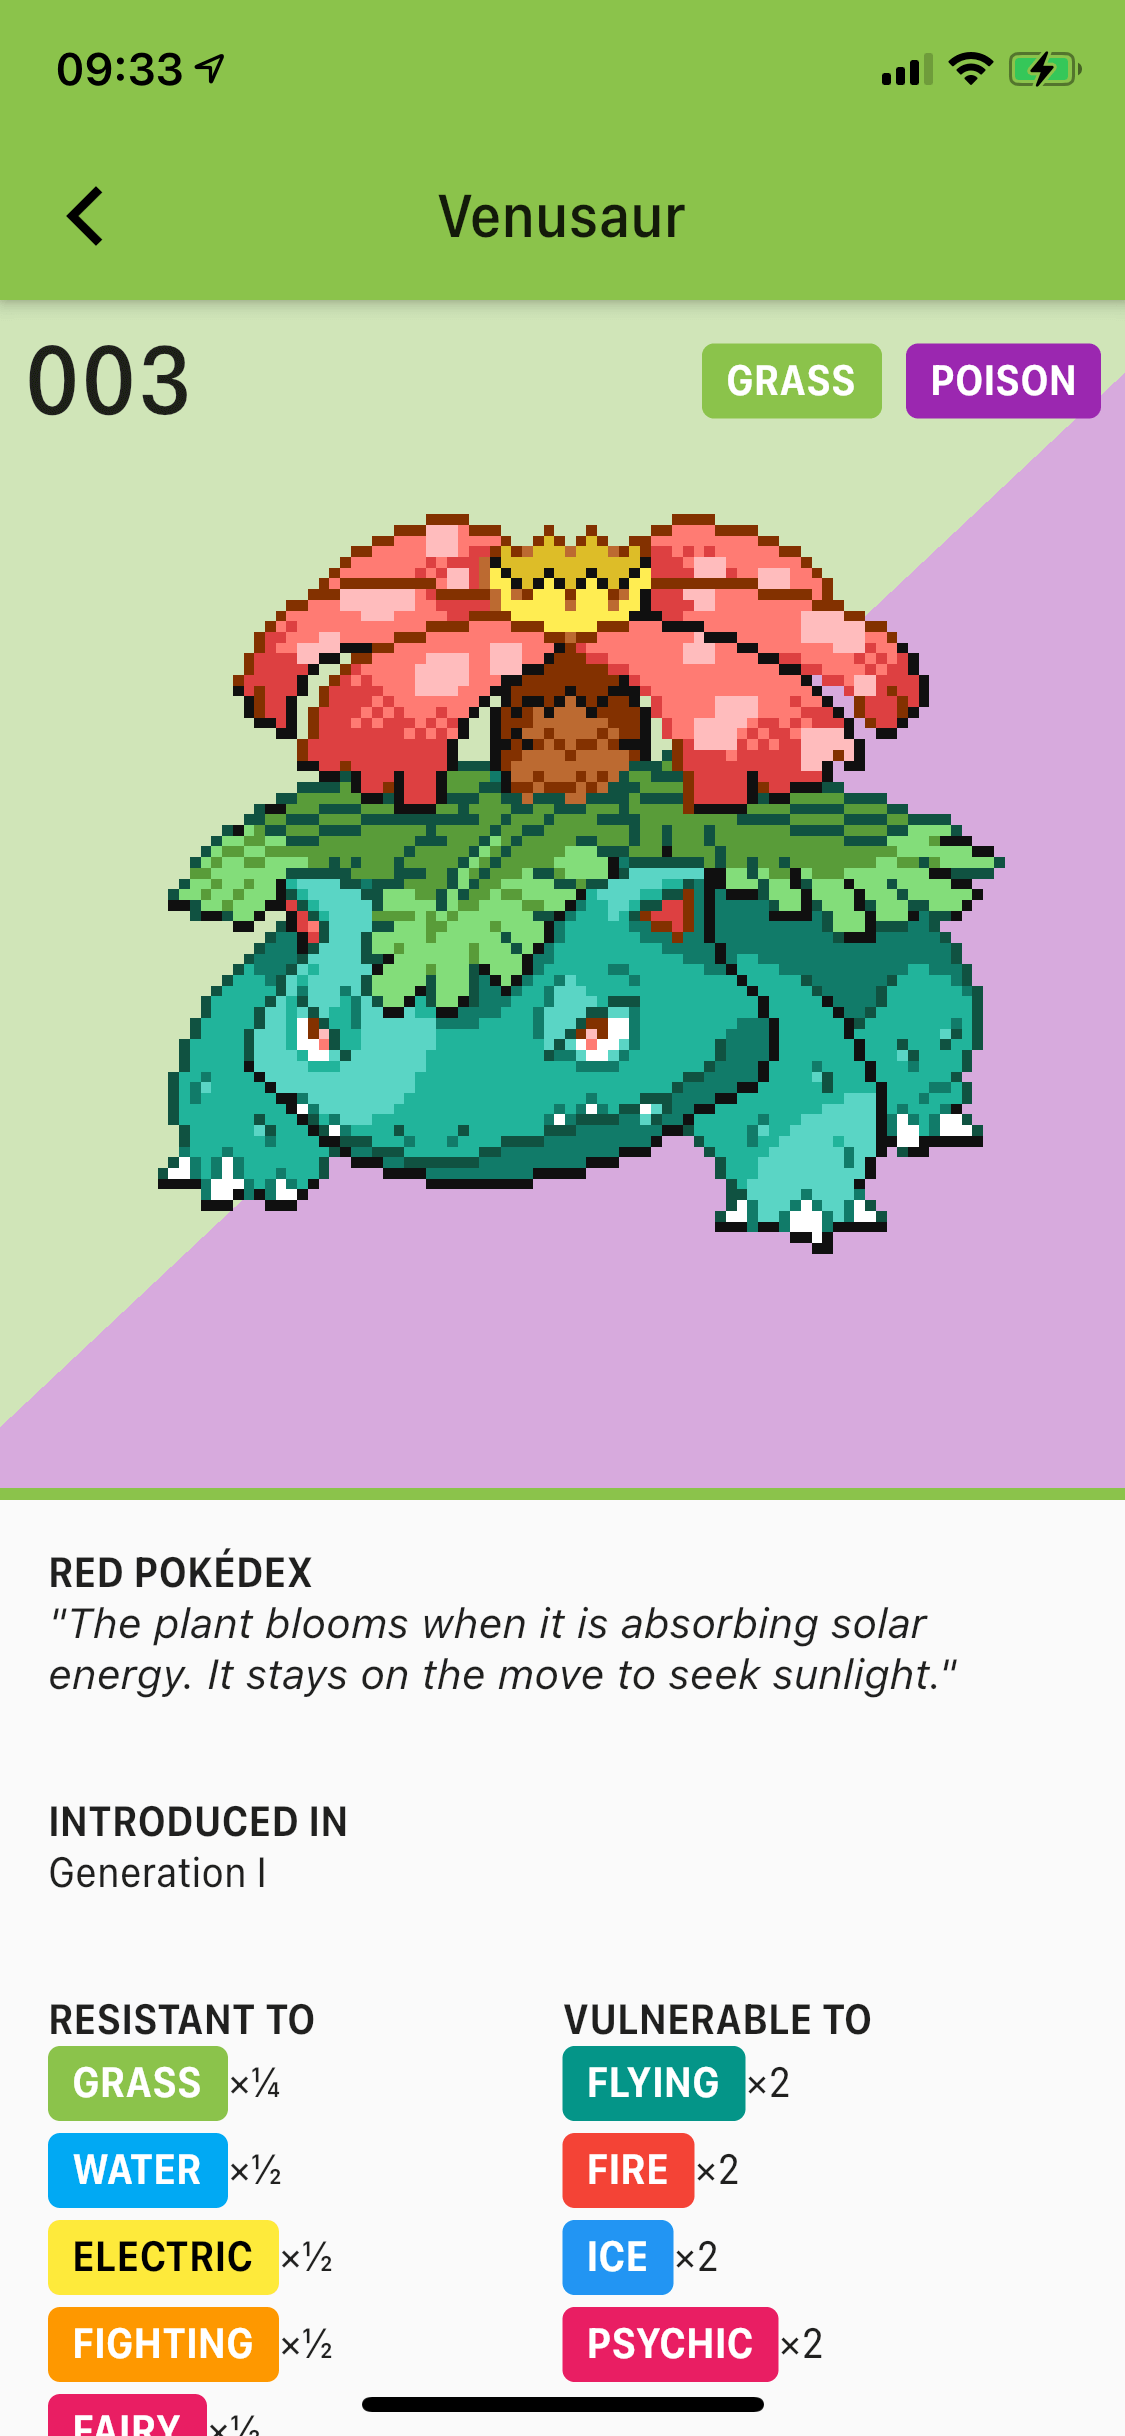 09:33
Venusaur
003
GRASS POISON
RED POKÉDEX
"The plant blooms when it is absorbing solar
energy. It stays on the move to seek sunlight."
INTRODUCED IN
Generation I
RESISTANT TO
GRASS ×¼
WATER ×½
ELECTRIC ×½
FIGHTING ×½
FAIRY ×½
VULNERABLE TO
FLYING ×2
FIRE ×2
ICE ×2
PSYCHIC ×2